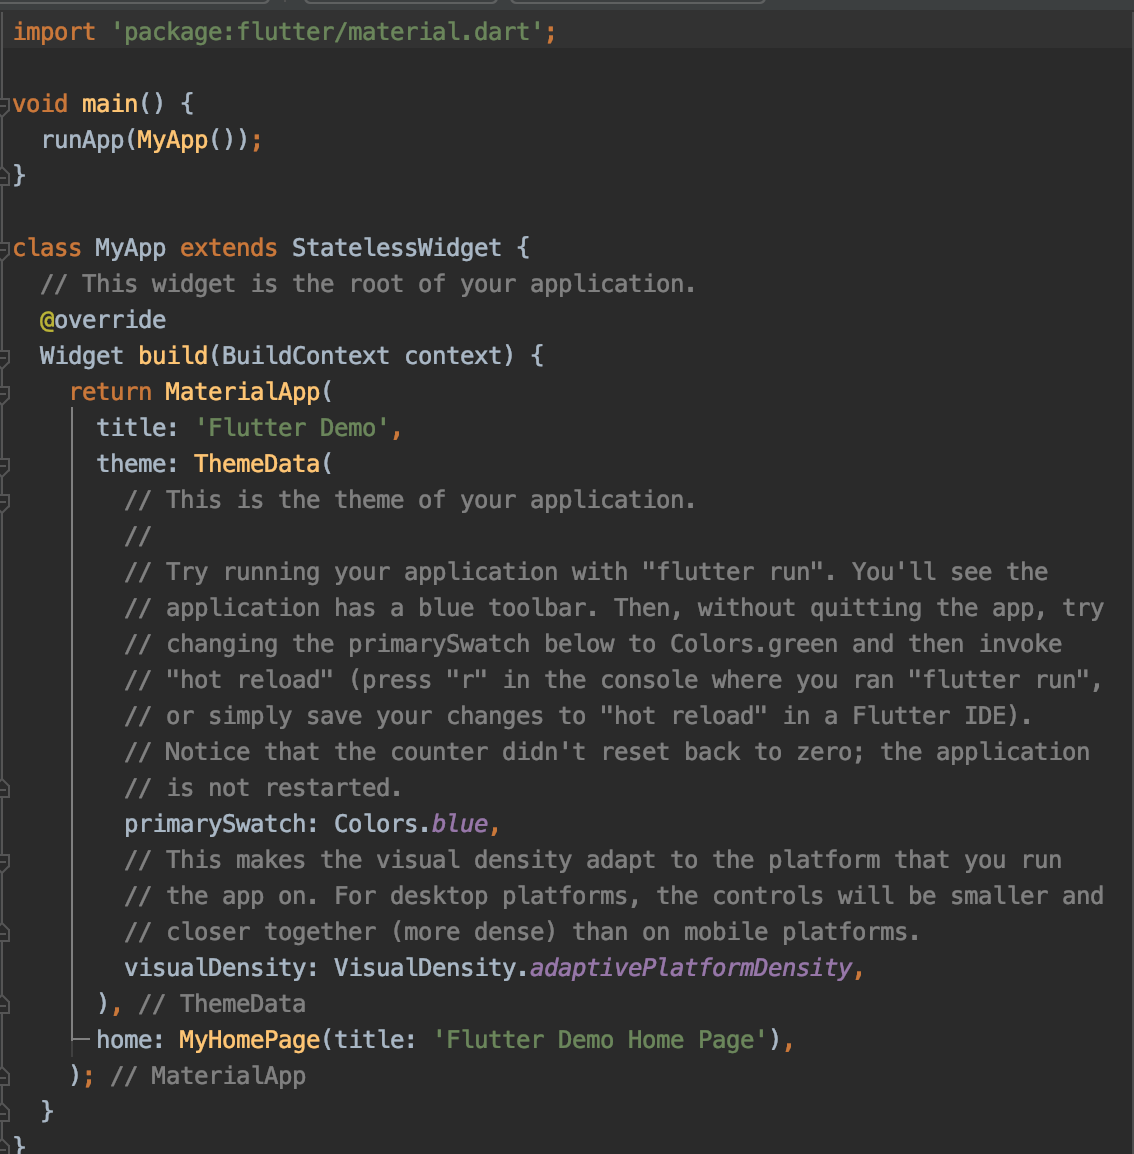 import 'package:flutter/material.dart';
void main() {
  runApp(MyApp());
}
class MyApp extends StatelessWidget {
  // This widget is the root of your application.
  @override
  Widget build(BuildContext context) {
    return MaterialApp(
      title: 'Flutter Demo',
      theme: ThemeData(
        // This is the theme of your application.
        //
        // Try running your application with "flutter run". You'll see the
        // application has a blue toolbar. Then, without quitting the app, try
        // changing the primarySwatch below to Colors.green and then invoke
        // "hot reload" (press "r" in the console where you ran "flutter run",
        // or simply save your changes to "hot reload" in a Flutter IDE).
        // Notice that the counter didn't reset back to zero; the application
        // is not restarted.
        primarySwatch: Colors.blue,
        // This makes the visual density adapt to the platform that you run
        // the app on. For desktop platforms, the controls will be smaller and
        // closer together (more dense) than on mobile platforms.
        visualDensity: VisualDensity.adaptivePlatformDensity,
      ), // ThemeData
      home: MyHomePage(title: 'Flutter Demo Home Page'),
    ); // MaterialApp
  }
}